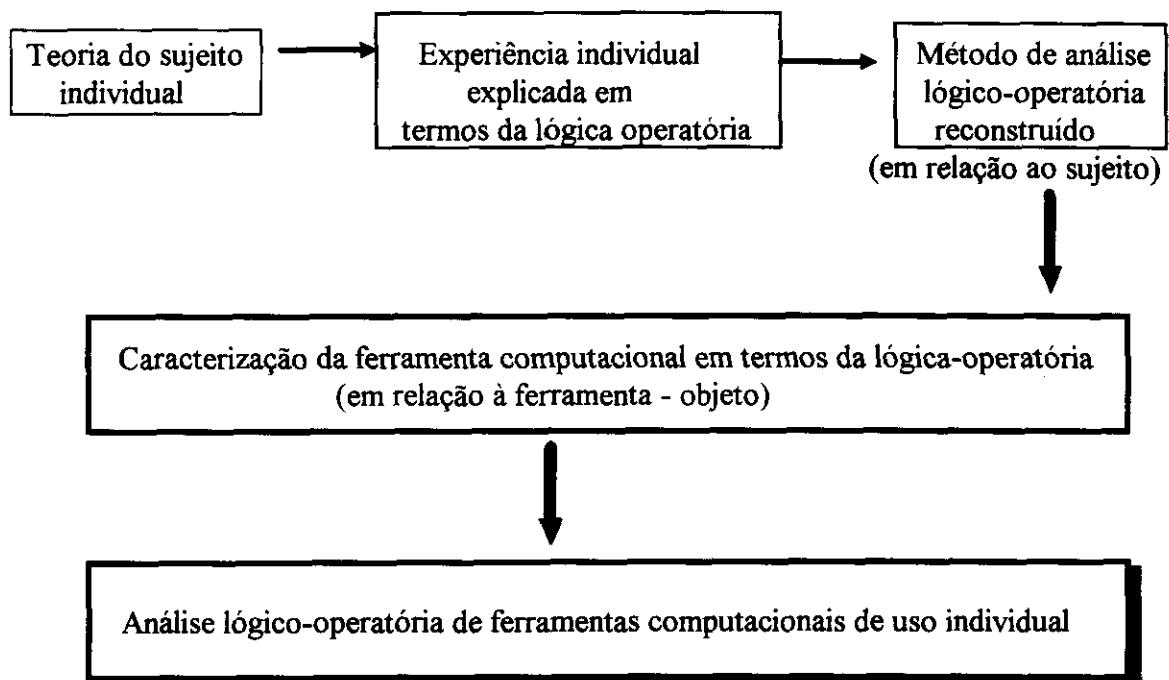 Teoria do sujeito
individual
Experiência individual
explicada em
termos da lógica operatória
Método de análise
lógico-operatória
reconstruído
(em relação ao sujeito)
Caracterização da ferramenta computacional em termos da lógica-operatória
(em relação à ferramenta - objeto)
Análise lógico-operatória de ferramentas computacionais de uso individual